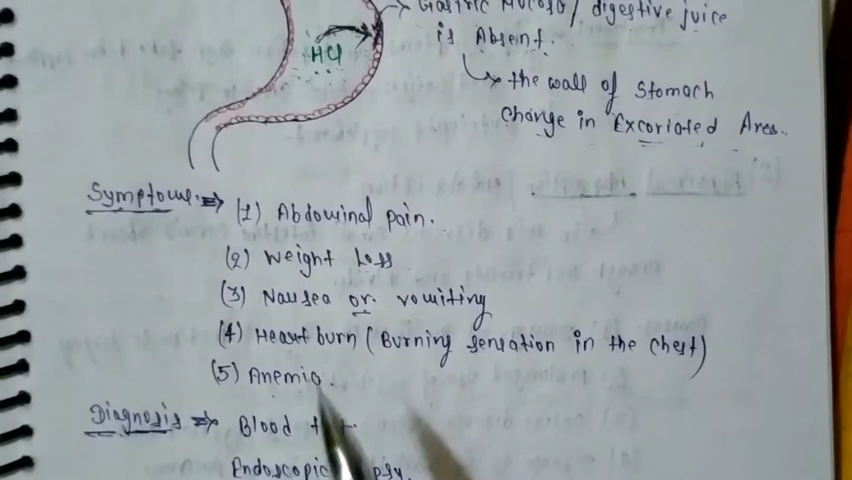 Gastric Mucosa / digestive juice
is Absent.
HCl
the wall of Stomach
Change in Excoriated Area.
Symptoms ⇒ (1) Abdominal pain.
(2) Weight Loss
(3) Nausea or vomiting
(4) Heart burn (Burning sensation in the chest)
(5) Anemia.
Diagnosis ⇒ Blood
Endoscopic